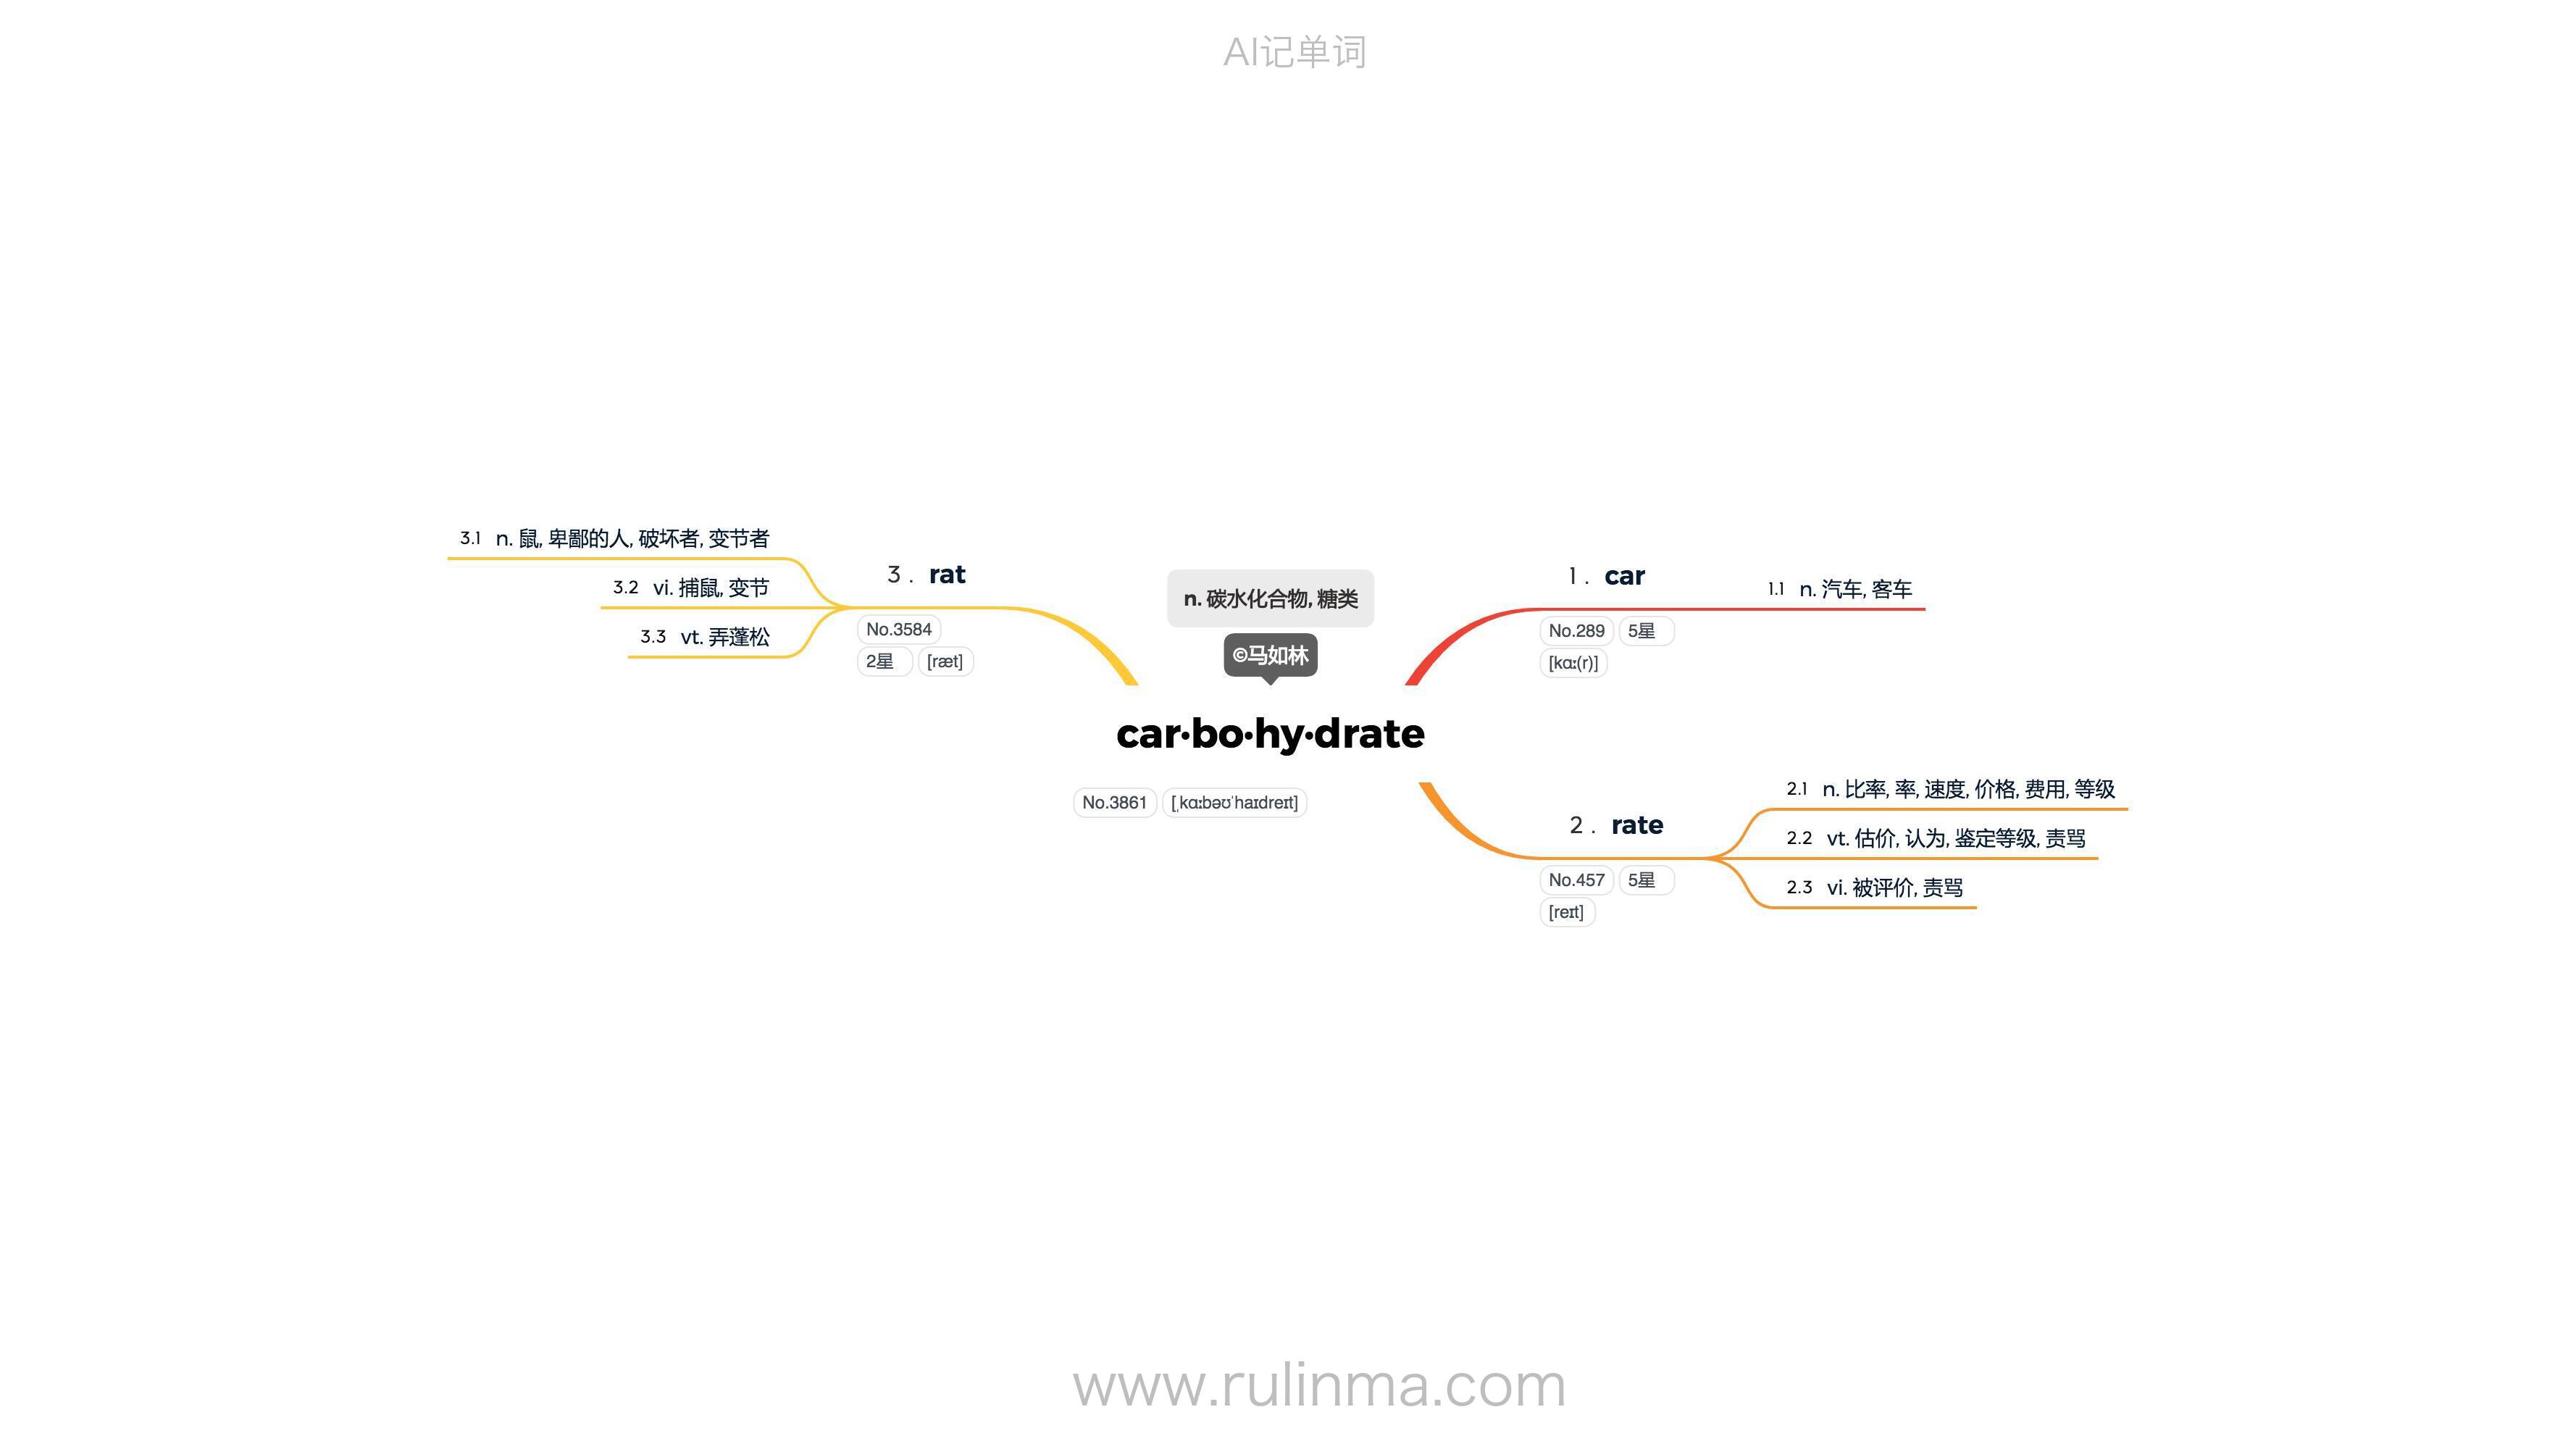 AI记单词
n. 碳水化合物, 糖类
©马如林
car·bo·hy·drate
No.3861 [ˌkɑːbəʊˈhaɪdreɪt]
1. car
No.289 5星
[kɑː(r)]
1.1 n. 汽车, 客车
2. rate
No.457 5星
[reɪt]
2.1 n. 比率, 率, 速度, 价格, 费用, 等级
2.2 vt. 估价, 认为, 鉴定等级, 责骂
2.3 vi. 被评价, 责骂
3. rat
No.3584
2星 [ræt]
3.1 n. 鼠, 卑鄙的人, 破坏者, 变节者
3.2 vi. 捕鼠, 变节
3.3 vt. 弄蓬松
www.rulinma.com